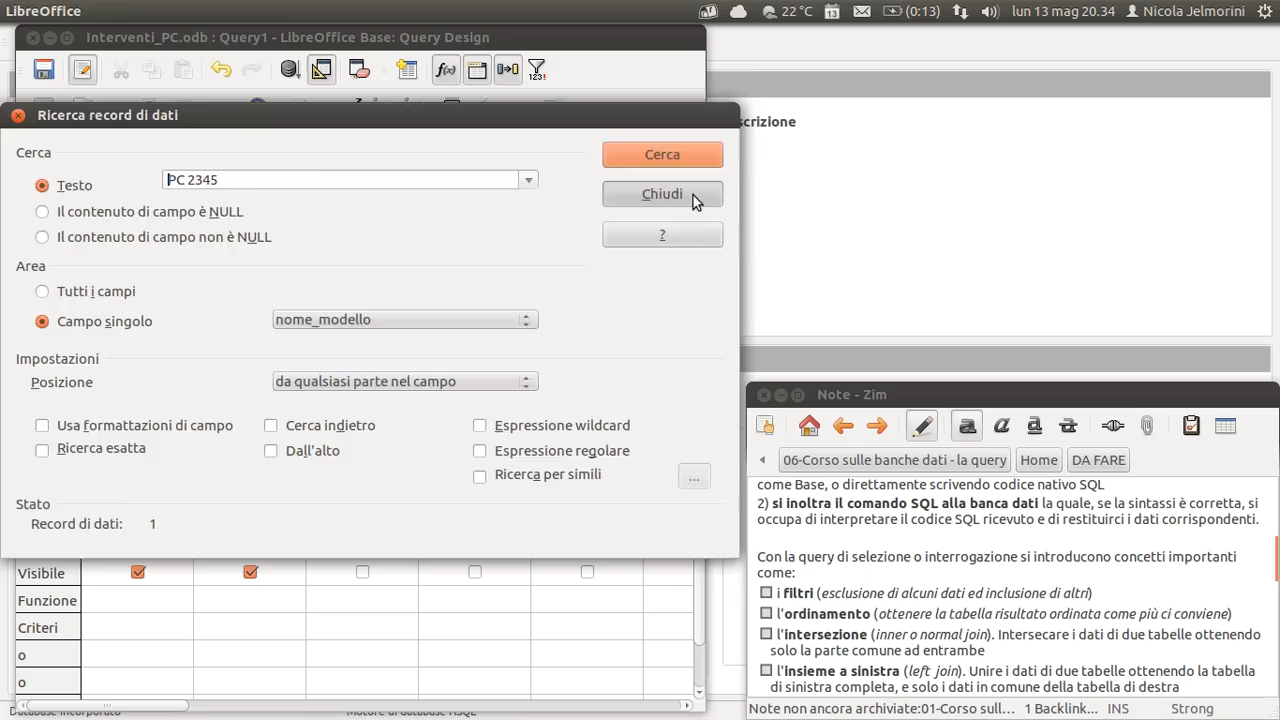 LibreOffice
22 °C
13
(0:13)
lun 13 mag 20.34
Nicola Jelmorini
Interventi_PC.odb : Query1 - LibreOffice Base: Query Design
f(x)
123!
Ricerca record di dati
scrizione
Cerca
Testo
PC 2345
Il contenuto di campo è NULL
Il contenuto di campo non è NULL
Cerca
Chiudi
?
Area
Tutti i campi
Campo singolo
nome_modello
Impostazioni
Posizione
da qualsiasi parte nel campo
Usa formattazioni di campo
Cerca indietro
Espressione wildcard
Ricerca esatta
Dall'alto
Espressione regolare
Ricerca per simili
...
Stato
Record di dati: 1
Visibile
Funzione
Criteri
o
o
Note - Zim
a a a a
06-Corso sulle banche dati - la query
Home
DA FARE
come Base, o direttamente scrivendo codice nativo SQL
2) si inoltra il comando SQL alla banca dati la quale, se la sintassi è corretta, si
occupa di interpretare il codice SQL ricevuto e di restituirci i dati corrispondenti.
Con la query di selezione o interrogazione si introducono concetti importanti
come:
i filtri (esclusione di alcuni dati ed inclusione di altri)
l'ordinamento (ottenere la tabella risultato ordinata come più ci conviene)
l'intersezione (inner o normal join). Intersecare i dati di due tabelle ottenendo
solo la parte comune ad entrambe
l'insieme a sinistra (left join). Unire i dati di due tabelle ottenendo la tabella
di sinistra completa, e solo i dati in comune della tabella di destra
Note non ancora archiviate:01-Corso sull...
1 Backlink...
INS
Strong